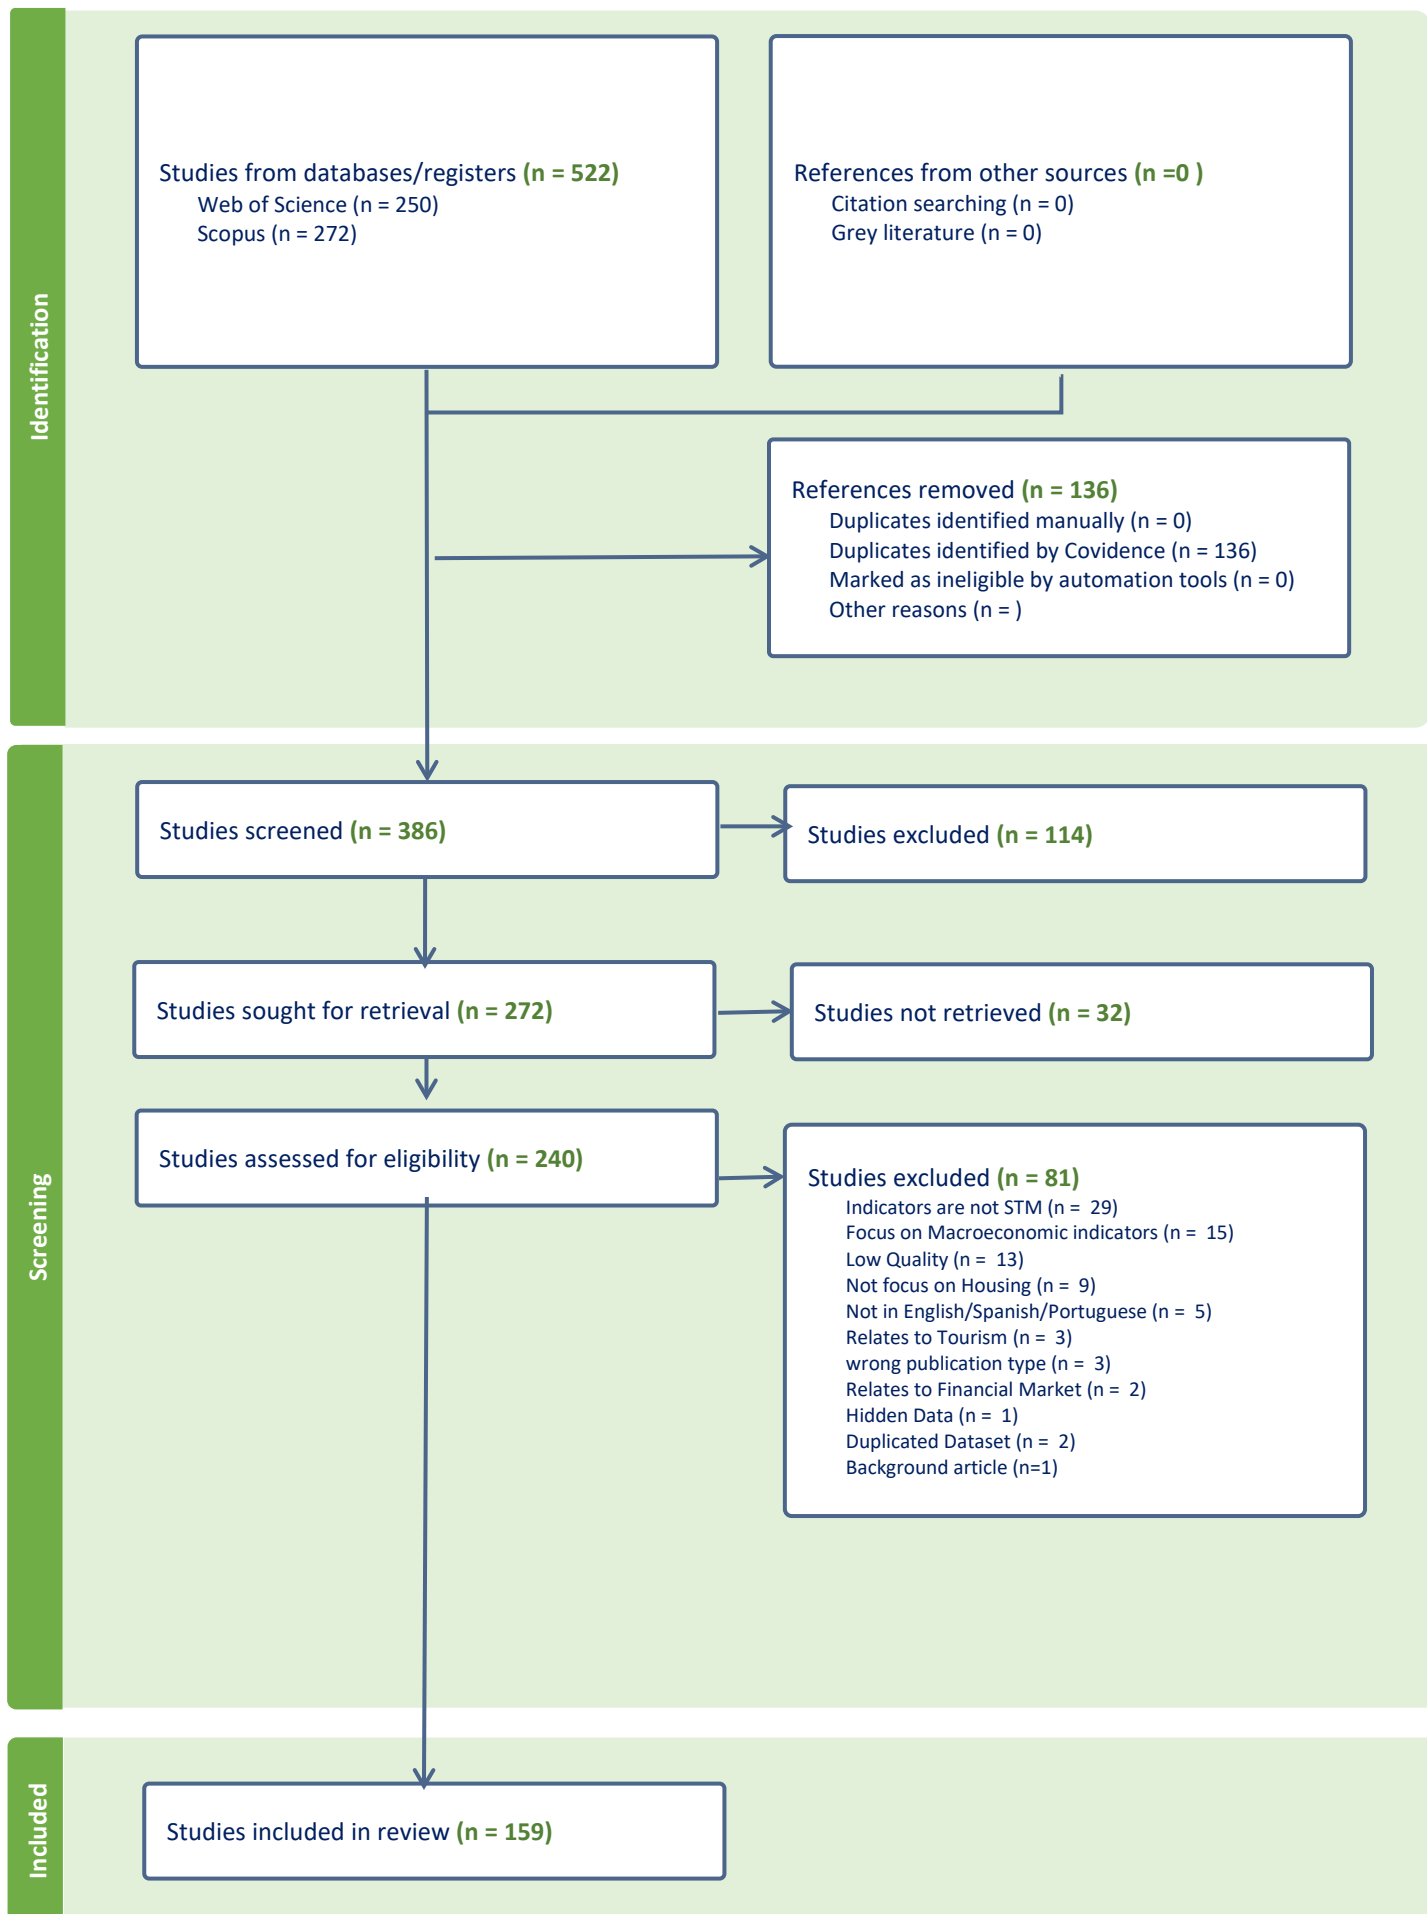 Identification
Studies from databases/registers (n = 522)
Web of Science (n = 250)
Scopus (n = 272)
References from other sources (n =0 )
Citation searching (n = 0)
Grey literature (n = 0)
References removed (n = 136)
Duplicates identified manually (n = 0)
Duplicates identified by Covidence (n = 136)
Marked as ineligible by automation tools (n = 0)
Other reasons (n = )
Screening
Studies screened (n = 386)
Studies excluded (n = 114)
Studies sought for retrieval (n = 272)
Studies not retrieved (n = 32)
Studies assessed for eligibility (n = 240)
Studies excluded (n = 81)
Indicators are not STM (n =  29)
Focus on Macroeconomic indicators (n =  15)
Low Quality (n =  13)
Not focus on Housing (n =  9)
Not in English/Spanish/Portuguese (n =  5)
Relates to Tourism (n =  3)
wrong publication type (n =  3)
Relates to Financial Market (n =  2)
Hidden Data (n =  1)
Duplicated Dataset (n =  2)
Background article (n=1)
Included
Studies included in review (n = 159)